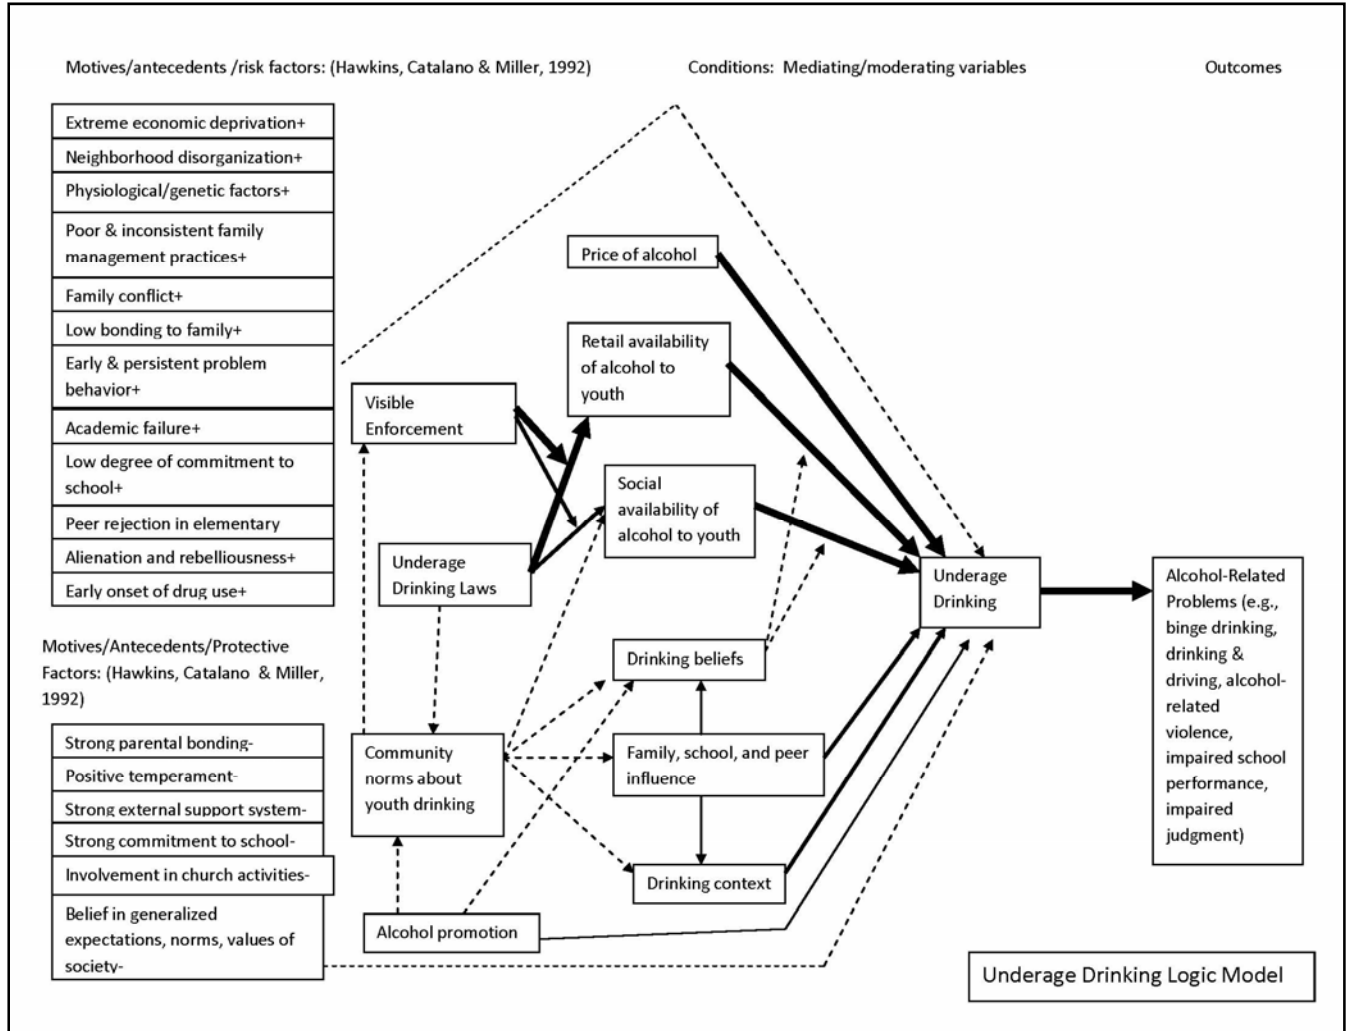 Motives/antecedents /risk factors: (Hawkins, Catalano & Miller, 1992)
Conditions:  Mediating/moderating variables
Outcomes
Extreme economic deprivation+
Neighborhood disorganization+
Physiological/genetic factors+
Poor & inconsistent family
management practices+
Family conflict+
Low bonding to family+
Early & persistent problem
behavior+
Academic failure+
Low degree of commitment to
school+
Peer rejection in elementary
Alienation and rebelliousness+
Early onset of drug use+
Motives/Antecedents/Protective
Factors: (Hawkins, Catalano  & Miller,
1992)
Strong parental bonding-
Positive temperament-
Strong external support system-
Strong commitment to school-
Involvement in church activities-
Belief in generalized
expectations, norms, values of
society-
Price of alcohol
Retail availability
of alcohol to
youth
Visible
Enforcement
Social
availability of
alcohol to youth
Underage
Drinking Laws
Drinking beliefs
Community
norms about
youth drinking
Family, school, and peer
influence
Drinking context
Alcohol promotion
Underage
Drinking
Alcohol-Related
Problems (e.g.,
binge drinking,
drinking &
driving, alcohol-
related
violence,
impaired school
performance,
impaired
judgment)
Underage Drinking Logic Model